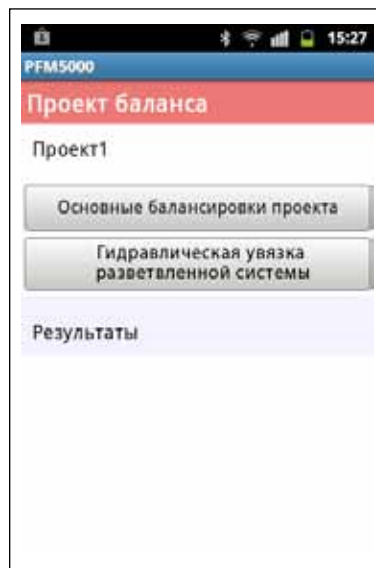 15:27
PFM5000
Проект баланса
Проект1
Основные балансировки проекта
Гидравлическая увязка
разветвленной системы
Результаты